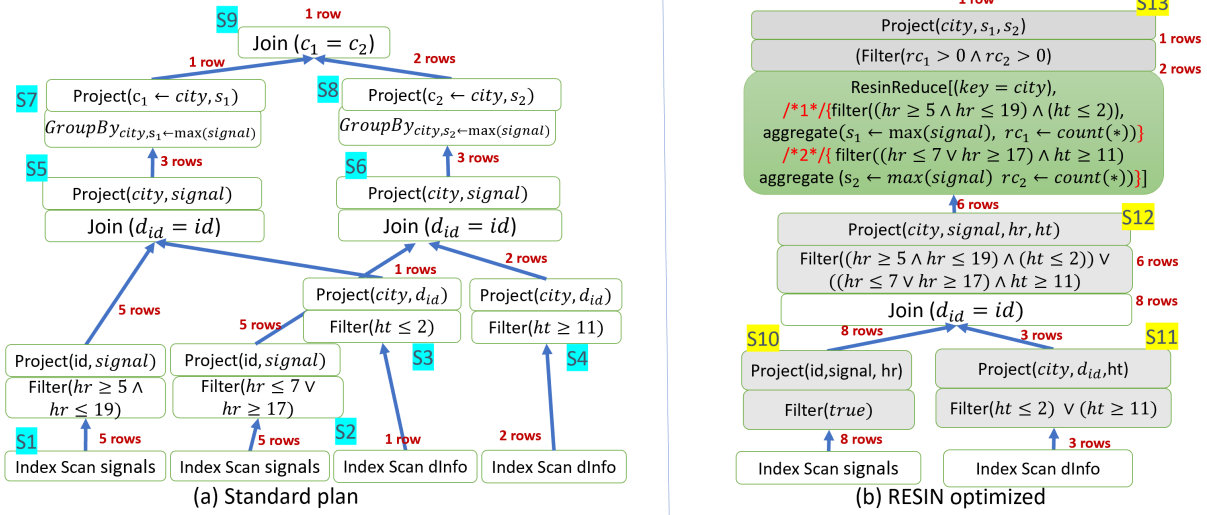 S9
1 row
Join (c₁ = c₂)
1 row
2 rows
S7
Project(c₁ ← city, s₁)
GroupBy_city,s₁←max(signal)
S8
Project(c₂ ← city, s₂)
GroupBy_city,s₂←max(signal)
3 rows
3 rows
S5
Project(city, signal)
Join (d_id = id)
S6
Project(city, signal)
Join (d_id = id)
1 rows
2 rows
5 rows
5 rows
Project(city, d_id)
Filter(ht ≤ 2)
S3
Project(city, d_id)
Filter(ht ≥ 11)
S4
Project(id, signal)
Filter(hr ≥ 5 ∧
hr ≤ 19)
Project(id, signal)
Filter(hr ≤ 7 ∨
hr ≥ 17)
S1
5 rows
5 rows
S2
1 row
2 rows
Index Scan signals
Index Scan signals
Index Scan dInfo
Index Scan dInfo
(a) Standard plan
1 row
S13
Project(city, s₁, s₂)
1 rows
(Filter(rc₁ > 0 ∧ rc₂ > 0)
2 rows
ResinReduce[(key = city),
/*1*/{filter((hr ≥ 5 ∧ hr ≤ 19) ∧ (ht ≤ 2)),
aggregate(s₁ ← max(signal), rc₁ ← count(*))}
/*2*/{ filter((hr ≤ 7 ∨ hr ≥ 17) ∧ ht ≥ 11)
aggregate (s₂ ← max(signal) rc₂ ← count(*))}]
6 rows
S12
Project(city, signal, hr, ht)
Filter((hr ≥ 5 ∧ hr ≤ 19) ∧ (ht ≤ 2)) ∨
((hr ≤ 7 ∨ hr ≥ 17) ∧ ht ≥ 11)
6 rows
8 rows
Join (d_id = id)
8 rows
3 rows
S10
Project(id,signal, hr)
Filter(true)
S11
Project(city, d_id,ht)
Filter(ht ≤ 2) ∨ (ht ≥ 11)
8 rows
3 rows
Index Scan signals
Index Scan dInfo
(b) RESIN optimized